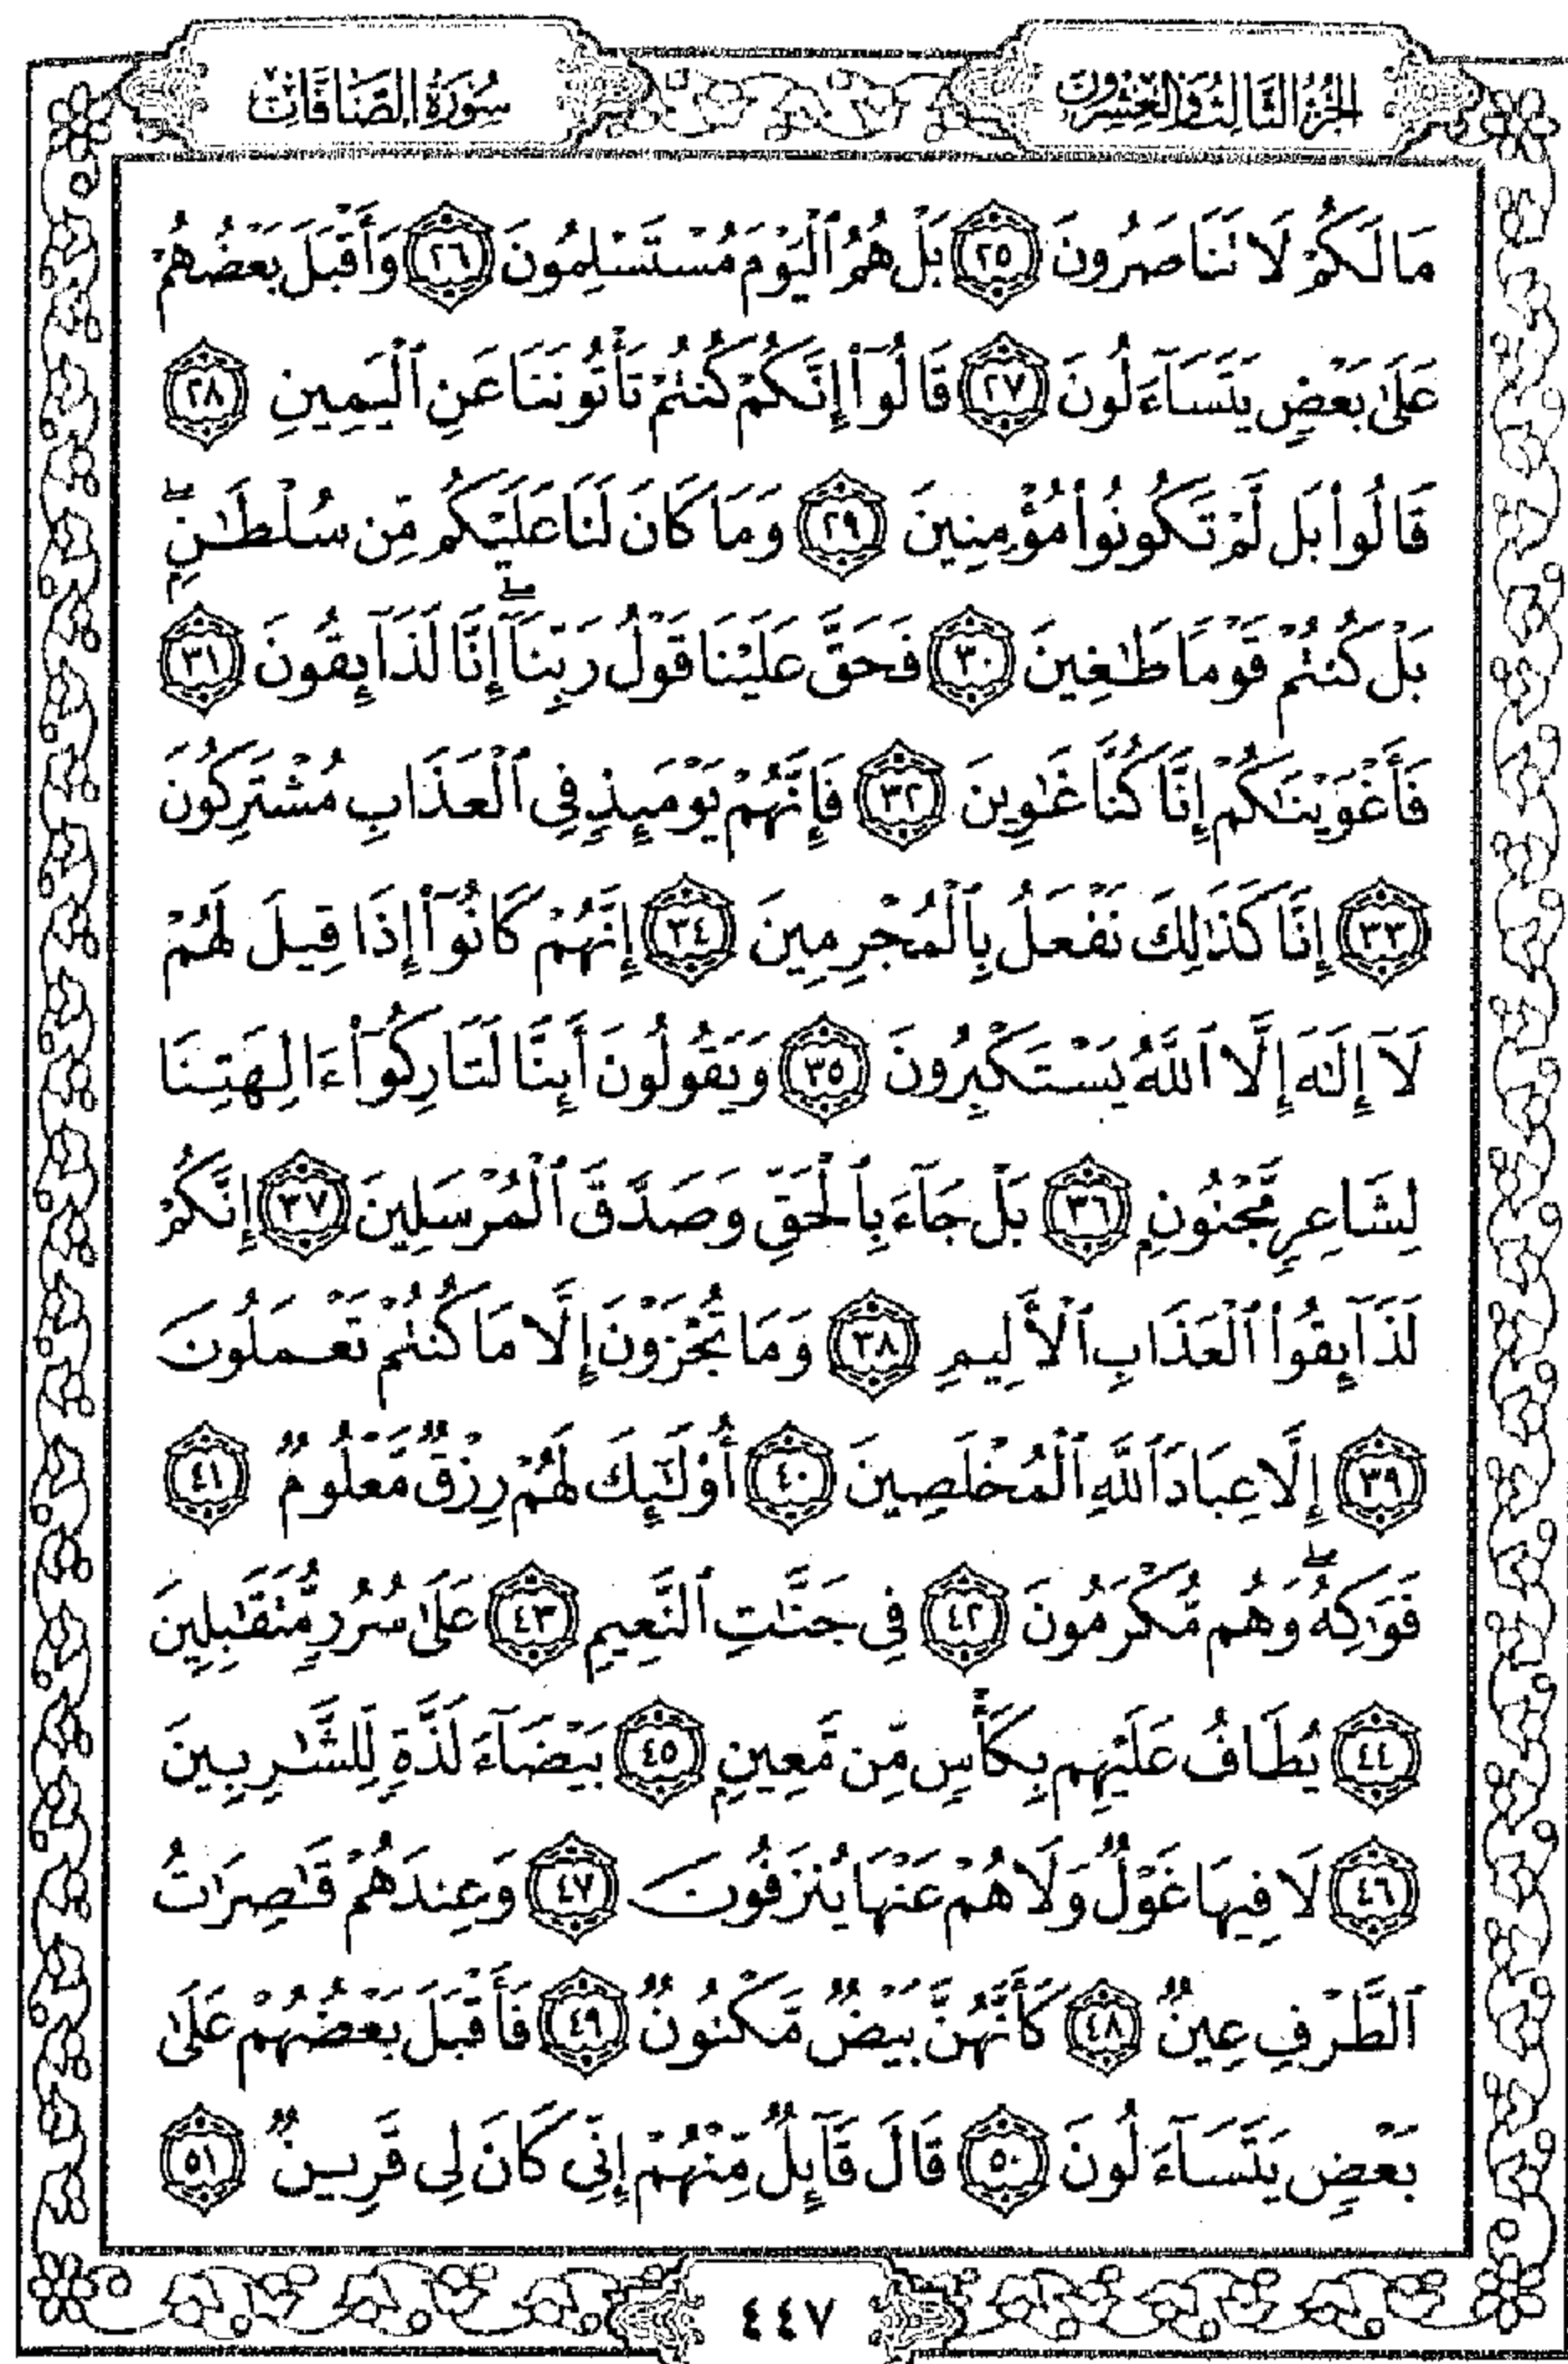 الجزء الثالث والعشرون
سورة الصافات
مَا لَكُمْ لَا تَنَاصَرُونَ ٢٥ بَلْ هُمُ ٱلْيَوْمَ مُسْتَسْلِمُونَ ٢٦ وَأَقْبَلَ بَعْضُهُمْ
عَلَىٰ بَعْضٍ يَتَسَآءَلُونَ ٢٧ قَالُوٓا۟ إِنَّكُمْ كُنتُمْ تَأْتُونَنَا عَنِ ٱلْيَمِينِ ٢٨
قَالُوا۟ بَل لَّمْ تَكُونُوا۟ مُؤْمِنِينَ ٢٩ وَمَا كَانَ لَنَا عَلَيْكُم مِّن سُلْطَـٰنٍۭ ۖ
بَلْ كُنتُمْ قَوْمًا طَـٰغِينَ ٣٠ فَحَقَّ عَلَيْنَا قَوْلُ رَبِّنَآ ۖ إِنَّا لَذَآئِقُونَ ٣١
فَأَغْوَيْنَـٰكُمْ إِنَّا كُنَّا غَـٰوِينَ ٣٢ فَإِنَّهُمْ يَوْمَئِذٍ فِى ٱلْعَذَابِ مُشْتَرِكُونَ
٣٣ إِنَّا كَذَٰلِكَ نَفْعَلُ بِٱلْمُجْرِمِينَ ٣٤ إِنَّهُمْ كَانُوٓا۟ إِذَا قِيلَ لَهُمْ
لَآ إِلَـٰهَ إِلَّا ٱللَّهُ يَسْتَكْبِرُونَ ٣٥ وَيَقُولُونَ أَئِنَّا لَتَارِكُوٓا۟ ءَالِهَتِنَا
لِشَاعِرٍ مَّجْنُونٍۭ ٣٦ بَلْ جَآءَ بِٱلْحَقِّ وَصَدَّقَ ٱلْمُرْسَلِينَ ٣٧ إِنَّكُمْ
لَذَآئِقُوا۟ ٱلْعَذَابِ ٱلْأَلِيمِ ٣٨ وَمَا تُجْزَوْنَ إِلَّا مَا كُنتُمْ تَعْمَلُونَ
٣٩ إِلَّا عِبَادَ ٱللَّهِ ٱلْمُخْلَصِينَ ٤٠ أُو۟لَـٰٓئِكَ لَهُمْ رِزْقٌ مَّعْلُومٌ ٤١
فَوَٰكِهُ ۖ وَهُم مُّكْرَمُونَ ٤٢ فِى جَنَّـٰتِ ٱلنَّعِيمِ ٤٣ عَلَىٰ سُرُرٍ مُّتَقَـٰبِلِينَ
٤٤ يُطَافُ عَلَيْهِم بِكَأْسٍ مِّن مَّعِينٍۭ ٤٥ بَيْضَآءَ لَذَّةٍ لِّلشَّـٰرِبِينَ
٤٦ لَا فِيهَا غَوْلٌ وَلَا هُمْ عَنْهَا يُنزَفُونَ ٤٧ وَعِندَهُمْ قَـٰصِرَٰتُ
ٱلطَّرْفِ عِينٌ ٤٨ كَأَنَّهُنَّ بَيْضٌ مَّكْنُونٌ ٤٩ فَأَقْبَلَ بَعْضُهُمْ عَلَىٰ
بَعْضٍ يَتَسَآءَلُونَ ٥٠ قَالَ قَآئِلٌ مِّنْهُمْ إِنِّى كَانَ لِى قَرِينٌ ٥١
٤٤٧